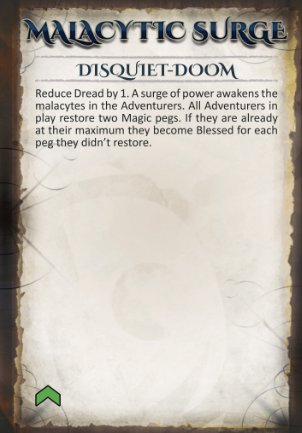 MALACYTIC SURGE
DISQUIET-DOOM
Reduce Dread by 1. A surge of power awakens the
malacytes in the Adventurers. All Adventurers in
play restore two Magic pegs. If they are already
at their maximum they become Blessed for each
peg they didn't restore.